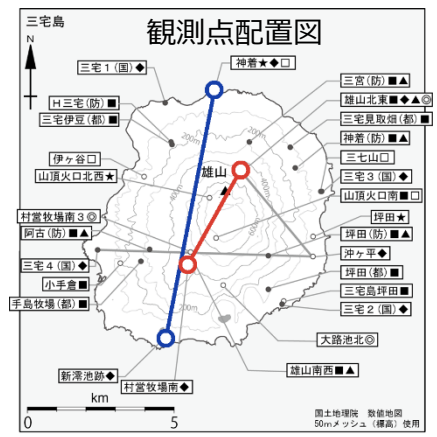 三宅島
観測点配置図
N
三宅１(国)◆
神着★◆□
H三宅(防)■
三宅伊豆(都)■
伊ヶ谷□
山頂火口北西★
村営牧場南３◎
阿古(防)■▲
三宅４(国)◆
小手倉■
手島牧場(都)■
新澪池跡◆
村営牧場南◆
雄山
三宮(防)■▲
雄山北東■◆▲◎
三宅見取畑(都)■
神着(防)■▲
三七山□
三宅３(国)◆
山頂火口南■□
坪田★
坪田(防)■▲
沖ヶ平◆
坪田(都)■
三宅島坪田■
三宅２(国)◆
大路池北◎
雄山南西■▲
200m
200m
400m
400m
600m
200m
km
0
5
国土地理院 数値地図
50mメッシュ(標高)使用